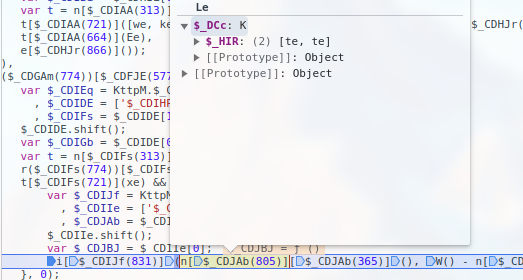 Le
var t = n[$_CDIAA(313)]
t[$_CDIAA(721)]([we, ke
$_CDHJr(
t[$_CDIAA(664)](Ee),
e[$_CDHJr(866)]());
),
($_CDGAm(774))[$_CDFJE(577
var $_CDIEq = KttpM.$_C
, $_CDIDE = ['$_CDIHR
, $_CDIFs = $_CDIDE[1
$_CDIDE.shift();
var $_CDIGb = $_CDIDE[0
var t = n[$_CDIFs(313)]
r($_CDIFs(774))[$_CDIFs
t[$_CDIFs(721)](xe) &&
var $_CDIJf = KttpM
, $_CDIIe = ['$_C
, $_CDJAb = $_CDI
$_CDIIe.shift();
var $_CDJBJ = $_CDIIe[0]; $_CDJBJ = ƒ ()
i[$_CDIJf(831)](n[$_CDJAb(805)][$_CDJAb(365)](), W() - n[$_CD
}, 0);
$_DCc: K
$_HIR: (2) [te, te]
[[Prototype]]: Object
[[Prototype]]: Object